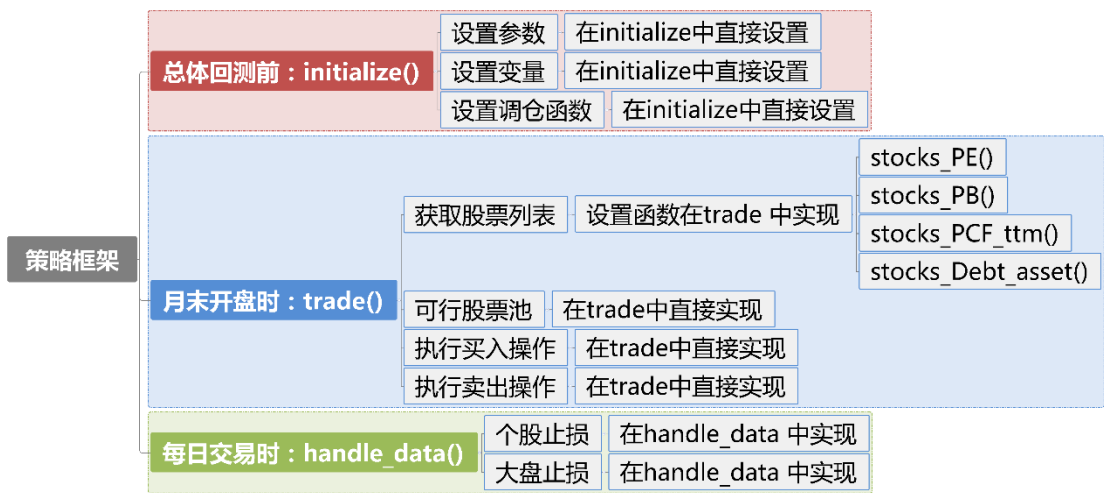 策略框架
总体回测前：initialize()
设置参数 在initialize中直接设置
设置变量 在initialize中直接设置
设置调仓函数 在initialize中直接设置
月末开盘时：trade()
获取股票列表 设置函数在trade 中实现
stocks_PE()
stocks_PB()
stocks_PCF_ttm()
stocks_Debt_asset()
可行股票池 在trade中直接实现
执行买入操作 在trade中直接实现
执行卖出操作 在trade中直接实现
每日交易时：handle_data()
个股止损 在handle_data 中实现
大盘止损 在handle_data 中实现